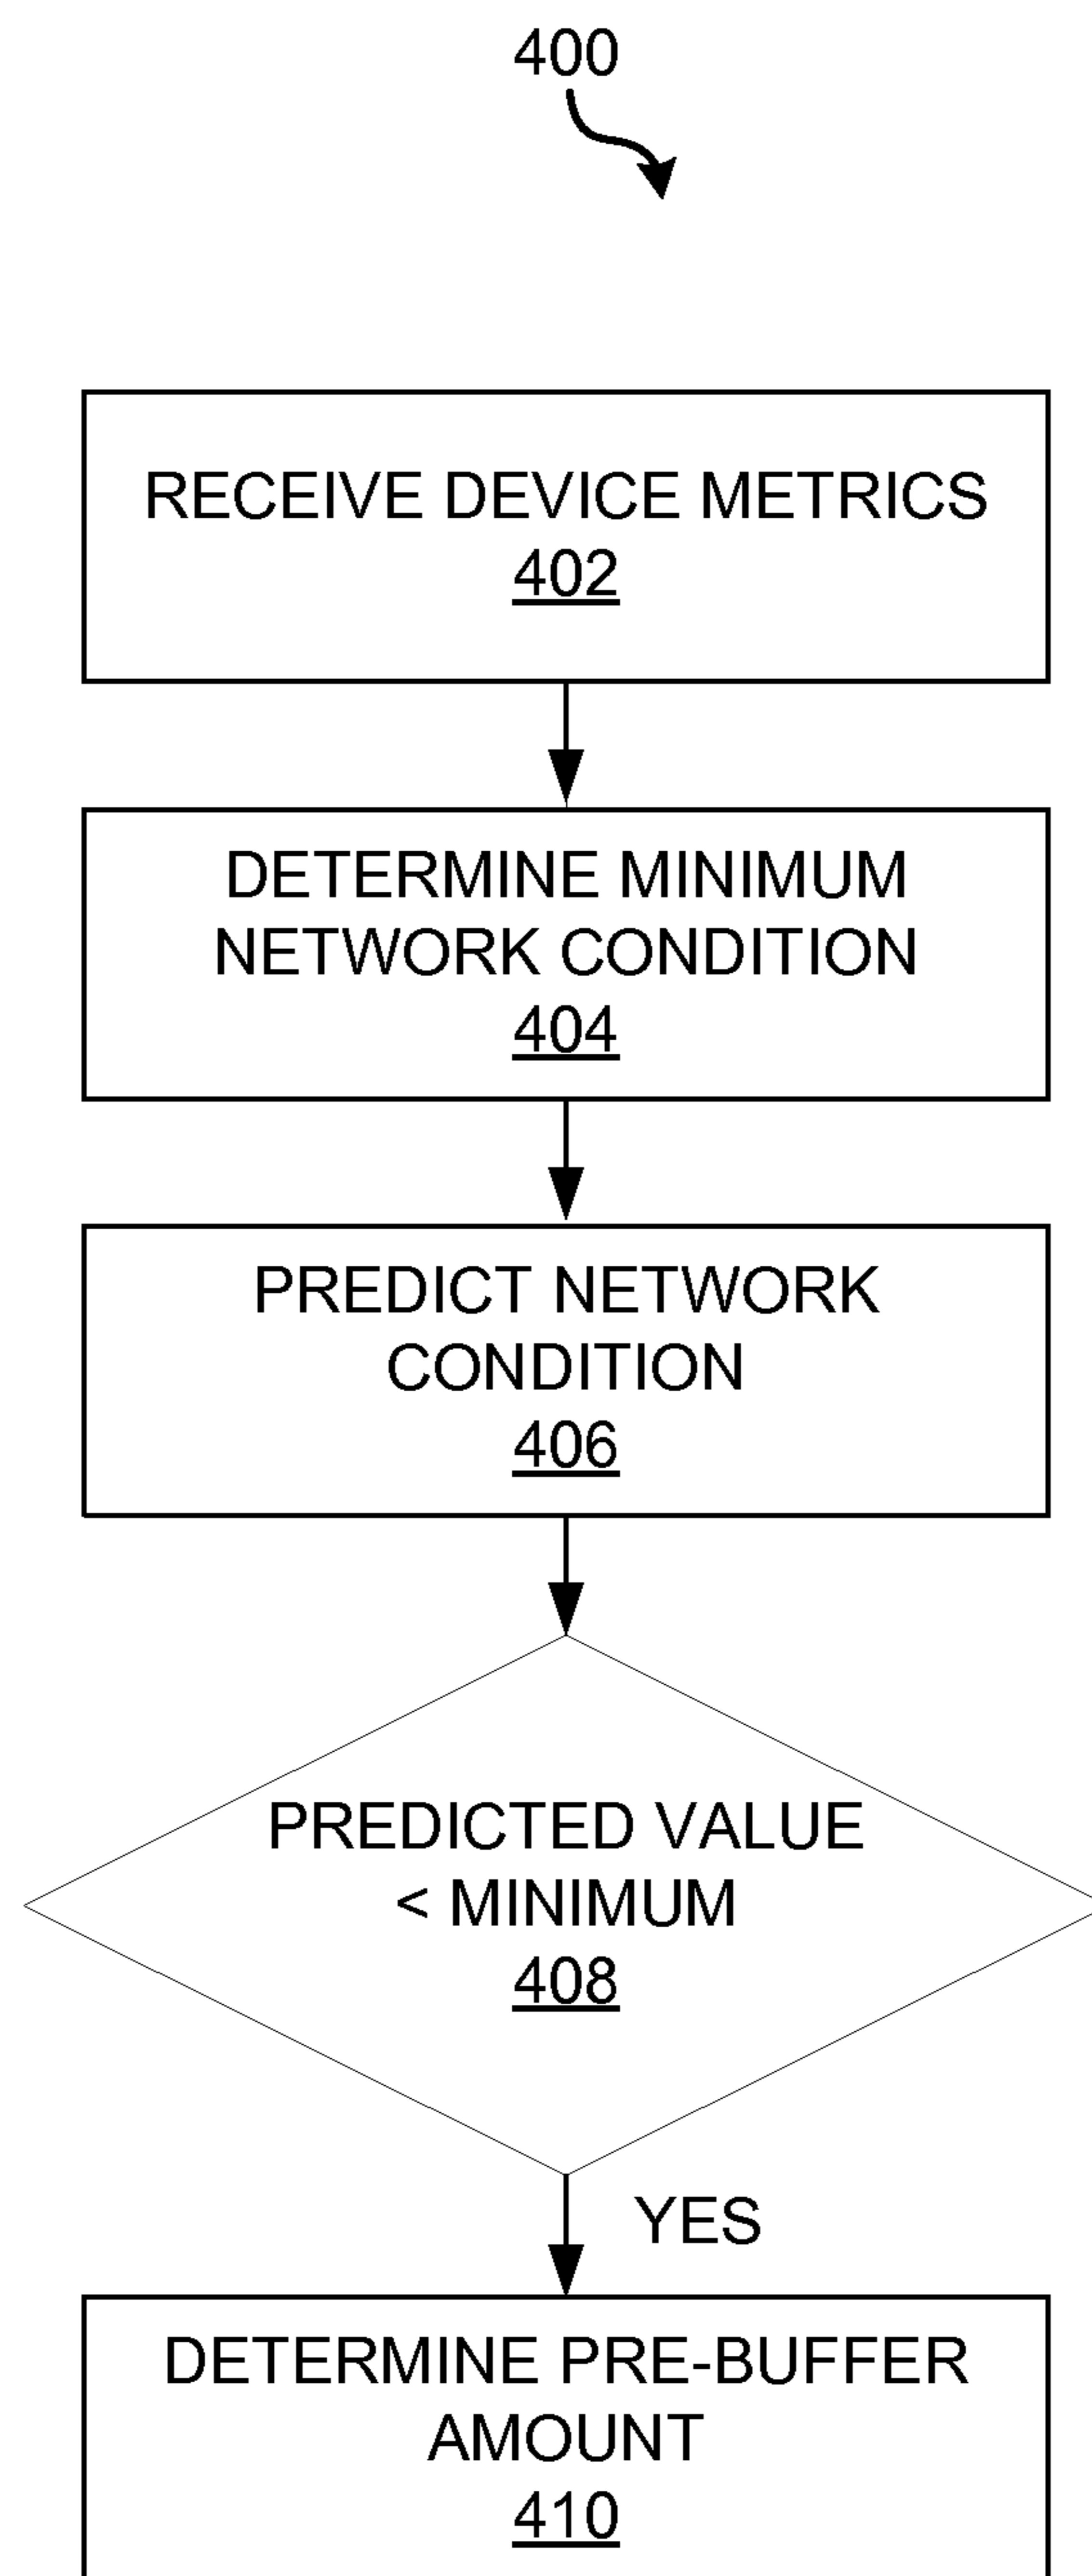 400
RECEIVE DEVICE METRICS
402
DETERMINE MINIMUM
NETWORK CONDITION
404
PREDICT NETWORK
CONDITION
406
PREDICTED VALUE
< MINIMUM
408
YES
DETERMINE PRE-BUFFER
AMOUNT
410